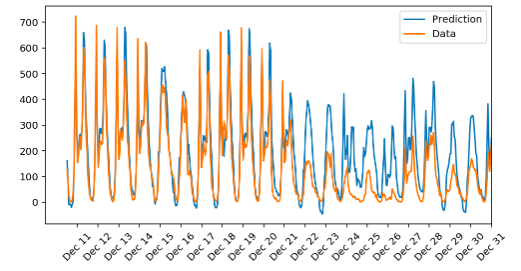 700
600
500
400
300
200
100
0
Prediction
Data
Dec 11
Dec 12
Dec 13
Dec 14
Dec 15
Dec 16
Dec 17
Dec 18
Dec 19
Dec 20
Dec 21
Dec 22
Dec 23
Dec 24
Dec 25
Dec 26
Dec 27
Dec 28
Dec 29
Dec 30
Dec 31